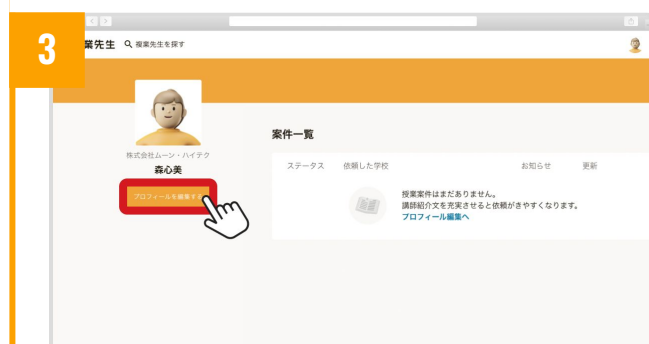 3
複業先生 複業先生を探す
株式会社ムーン・ハイテク
森心美
プロフィールを編集する
案件一覧
ステータス 依頼した学校 お知らせ 更新
授業案件はまだありません。
講師紹介文を充実させると依頼がきやすくなります。
プロフィール編集へ